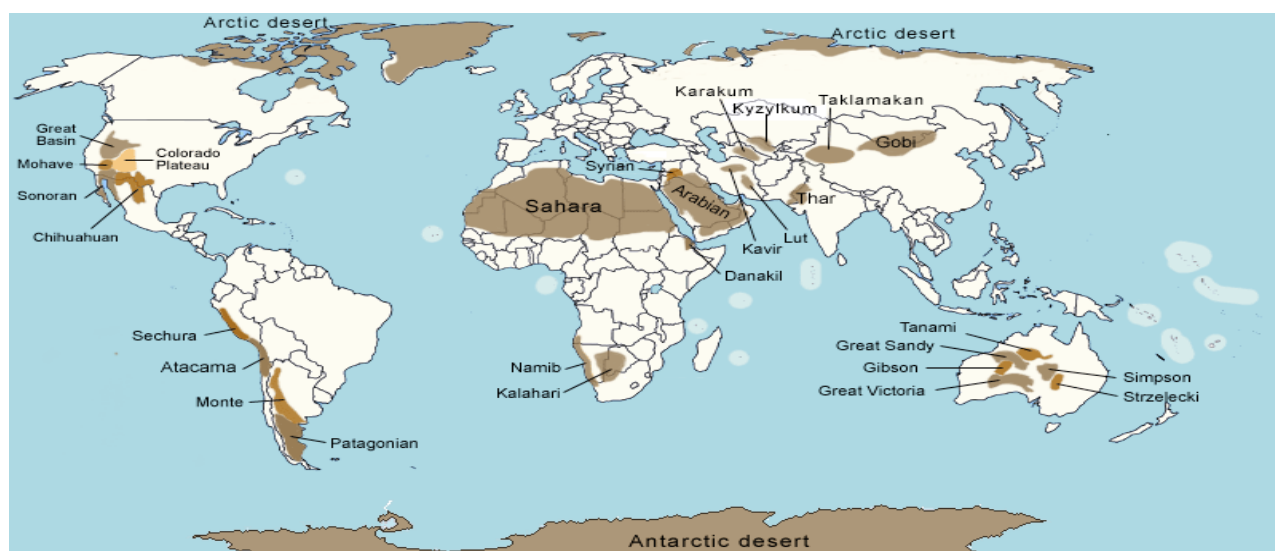 Arctic desert
Arctic desert
Karakum
Kyzylkum
Taklamakan
Great
Basin
Gobi
Mohave
Colorado
Plateau
Syrian
Sonoran
Sahara
Arabian
Thar
Chihuahuan
Lut
Kavir
Danakil
Sechura
Tanami
Great Sandy
Atacama
Namib
Gibson
Simpson
Kalahari
Great Victoria
Strzelecki
Monte
Patagonian
Antarctic desert